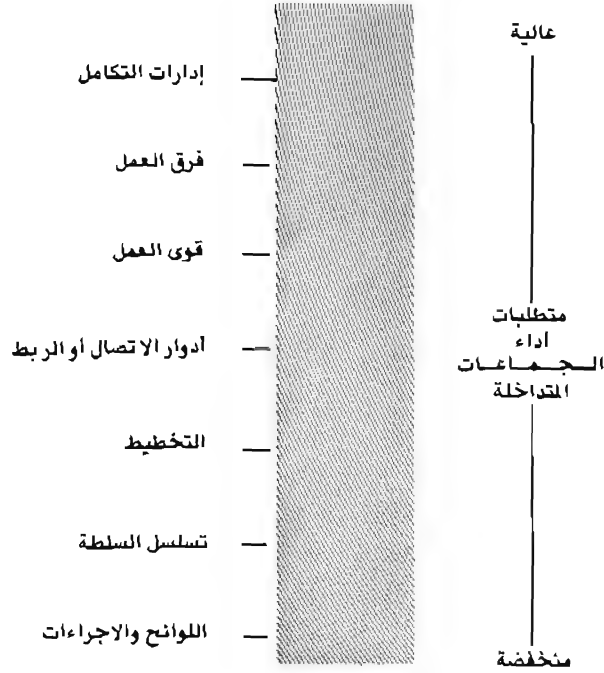 عالية
إدارات التكامل
فرق العمل
قوى العمل
متطلبات
اداء
الـجـمـاعـات
المتداخلة
أدوار الاتصال أو الربط
التخطيط
تسلسل السلطة
اللوائح والاجراءات
منخفضة